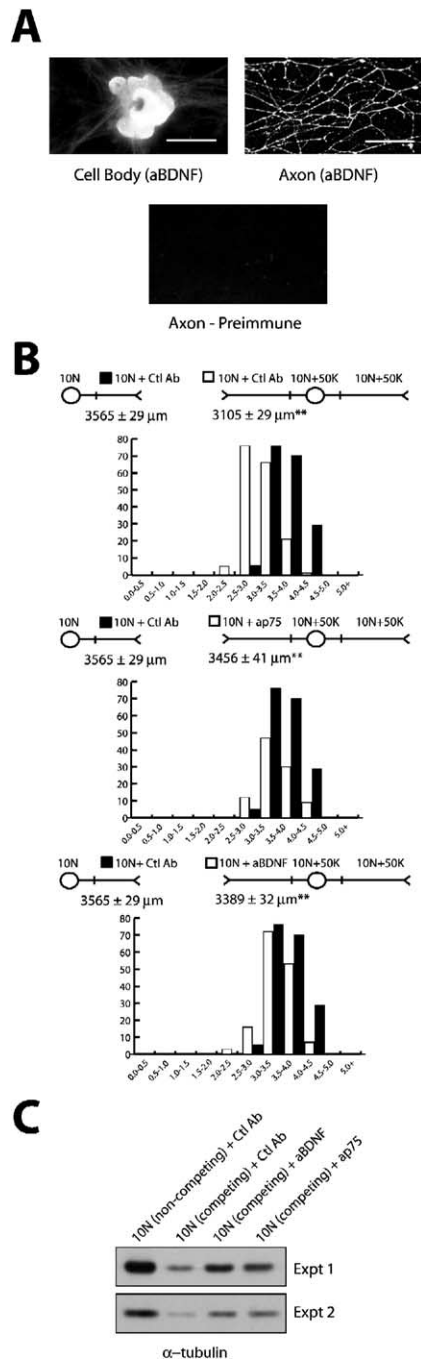 A
Cell Body (aBDNF)
Axon (aBDNF)
Axon - Preimmune
B
10N ■ 10N + Ctl Ab □ 10N + Ctl Ab 10N+50K 10N+50K
3565 ± 29 µm 3105 ± 29 µm**
80
70
60
50
40
30
20
10
0
0.0-0.5 0.5-1.0 1.0-1.5 1.5-2.0 2.0-2.5 2.5-3.0 3.0-3.5 3.5-4.0 4.0-4.5 4.5-5.0 5.0+
10N ■ 10N + Ctl Ab □ 10N + ap75 10N+50K 10N+50K
3565 ± 29 µm 3456 ± 41 µm**
80
70
60
50
40
30
20
10
0
0.0-0.5 0.5-1.0 1.0-1.5 1.5-2.0 2.0-2.5 2.5-3.0 3.0-3.5 3.5-4.0 4.0-4.5 4.5-5.0 5.0+
10N ■ 10N+ Ctl Ab □ 10N + aBDNF 10N+50K 10N+50K
3565 ± 29 µm 3389 ± 32 µm**
80
70
60
50
40
30
20
10
0
0.0-0.5 0.5-1.0 1.0-1.5 1.5-2.0 2.0-2.5 2.5-3.0 3.0-3.5 3.5-4.0 4.0-4.5 4.5-5.0 5.0+
C
10N (non-competing) + Ctl Ab
10N (competing) + Ctl Ab
10N (competing) + aBDNF
10N (competing) + ap75
Expt 1
Expt 2
α-tubulin